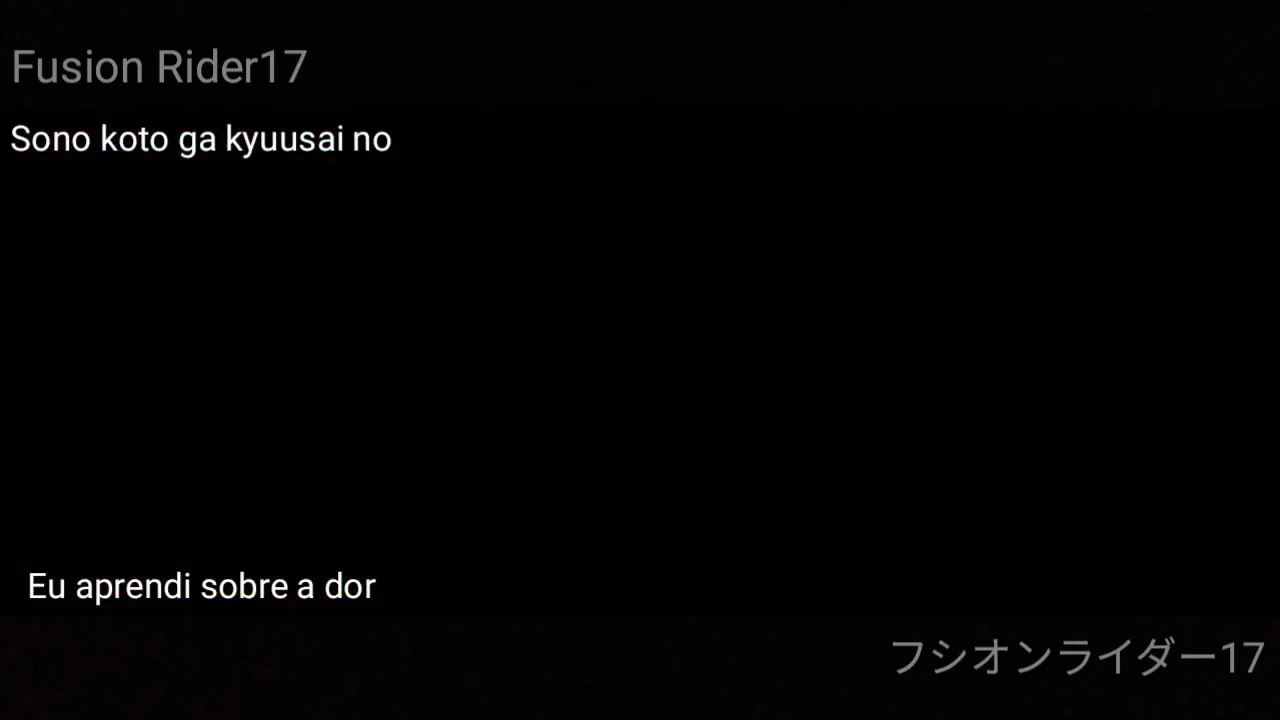 Fusion Rider17
Sono koto ga kyuusai no
Eu aprendi sobre a dor
フシオンライダー17